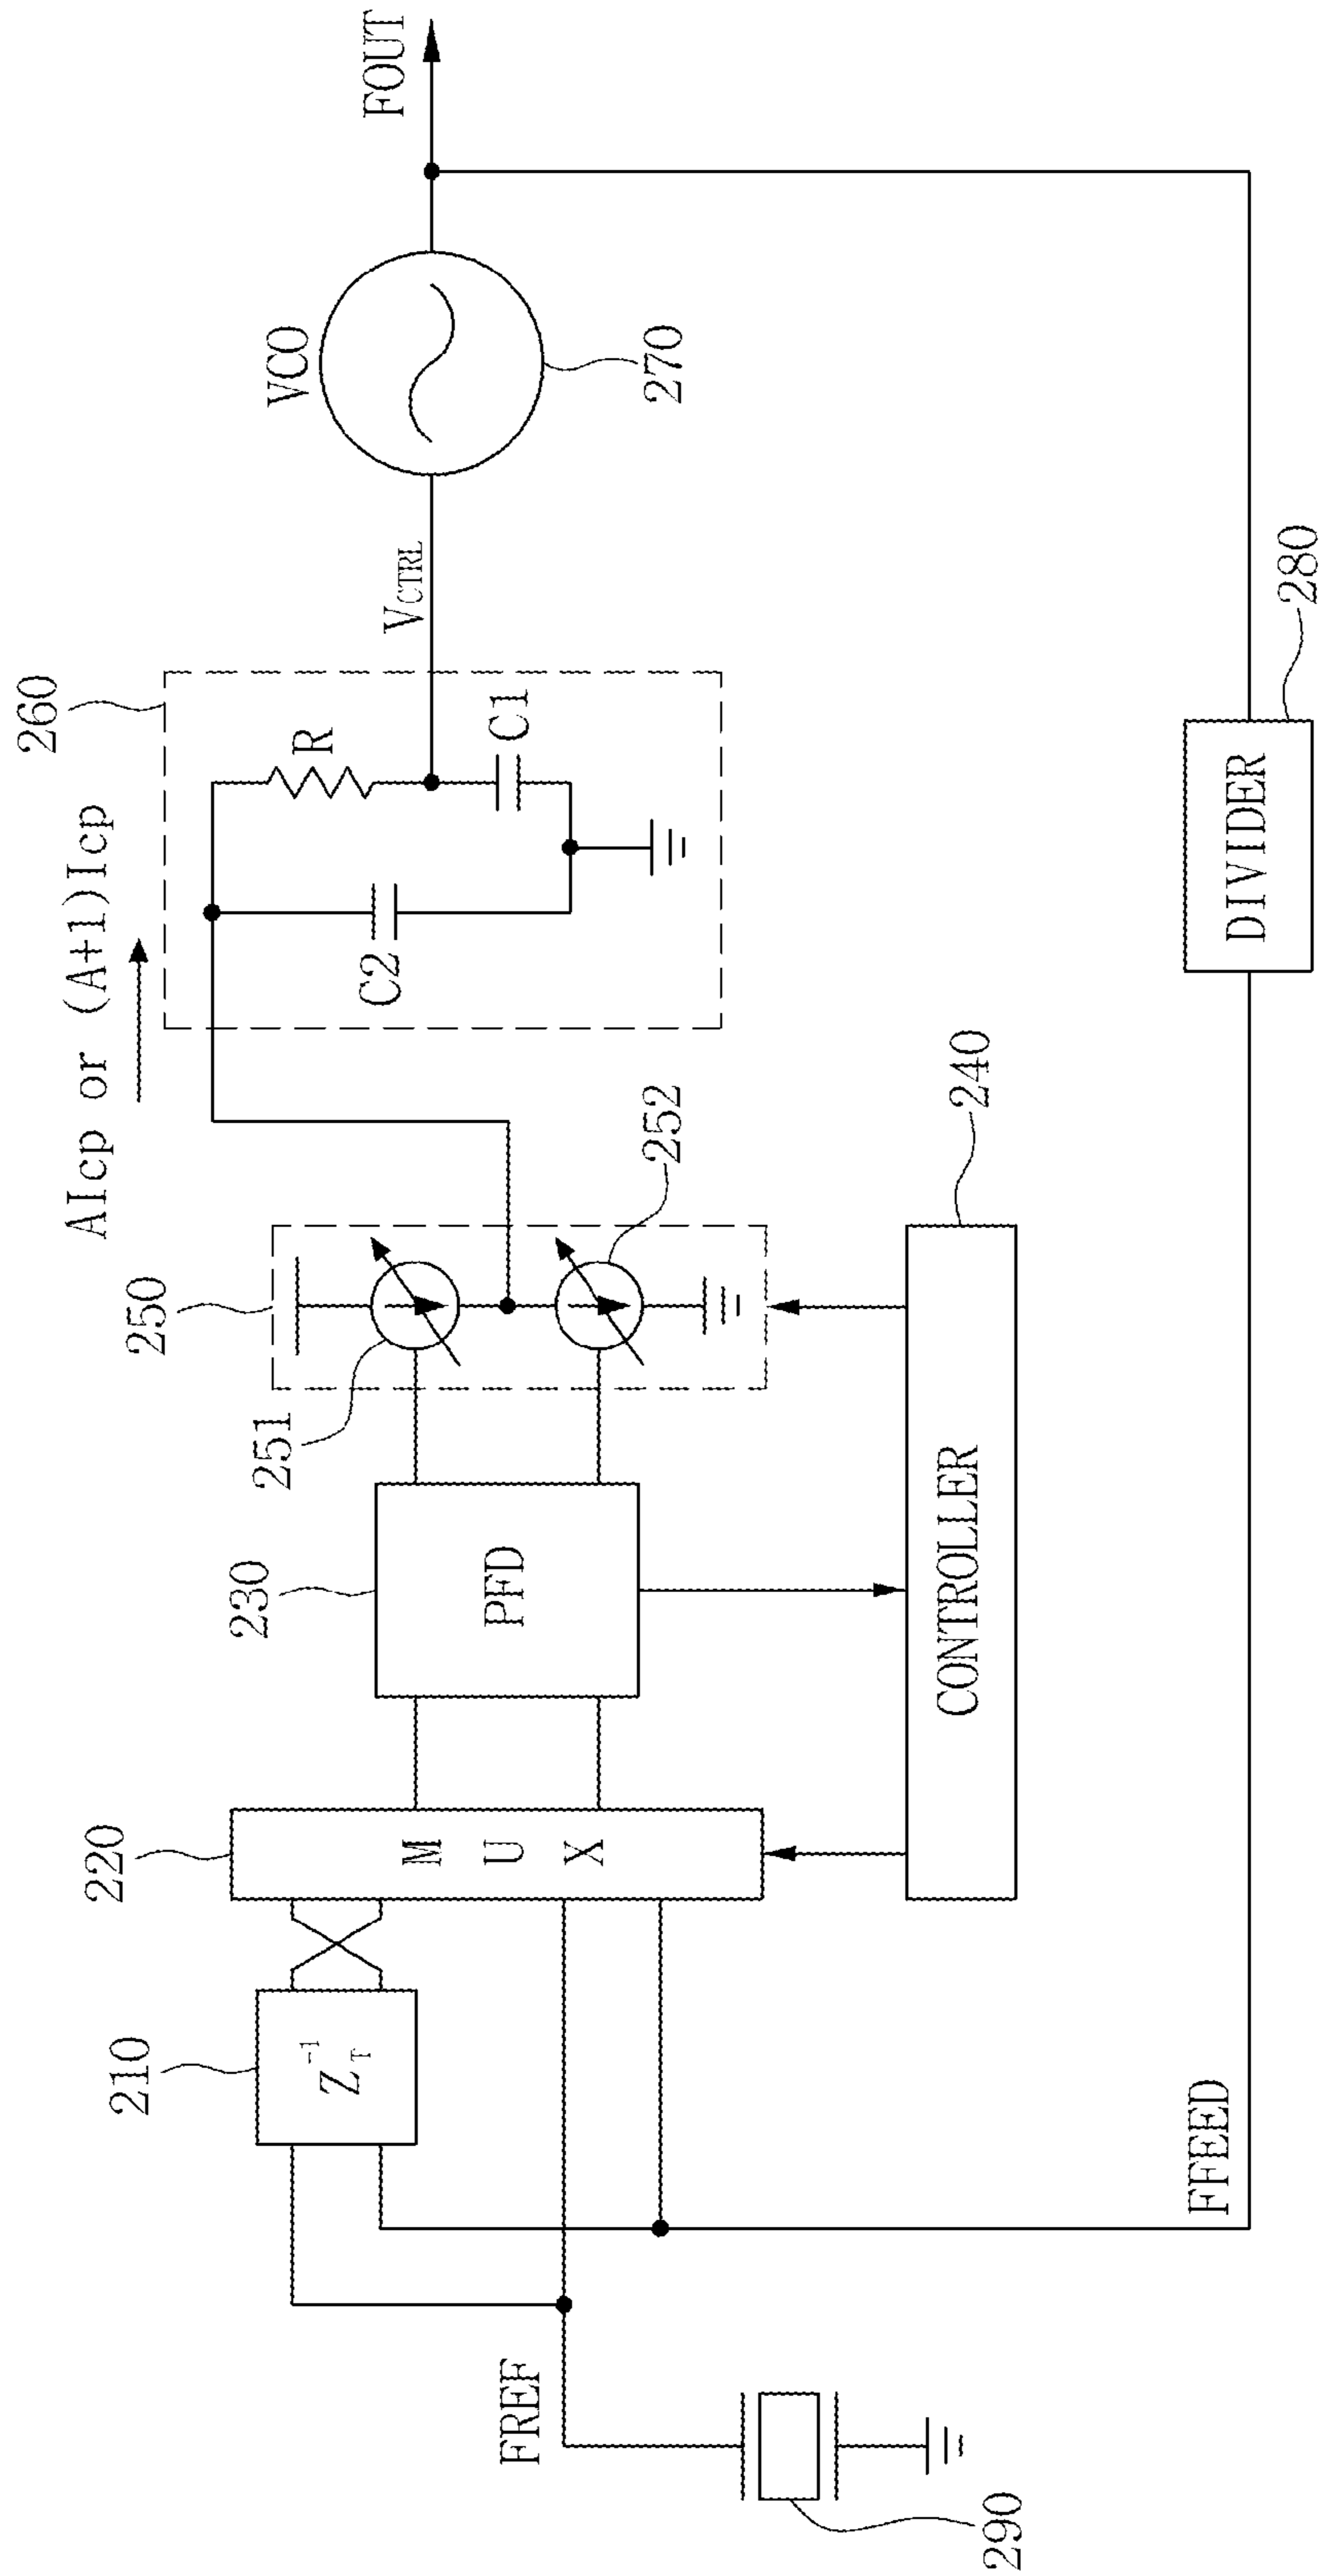 AIcp or (A+1)Icp
260
250
VCO
FOUT
R
C2
C1
VCTRL
270
251
252
230
PFD
220
M U X
210
Z_T^-1
FREF
290
240
CONTROLLER
FFEED
DIVIDER
280